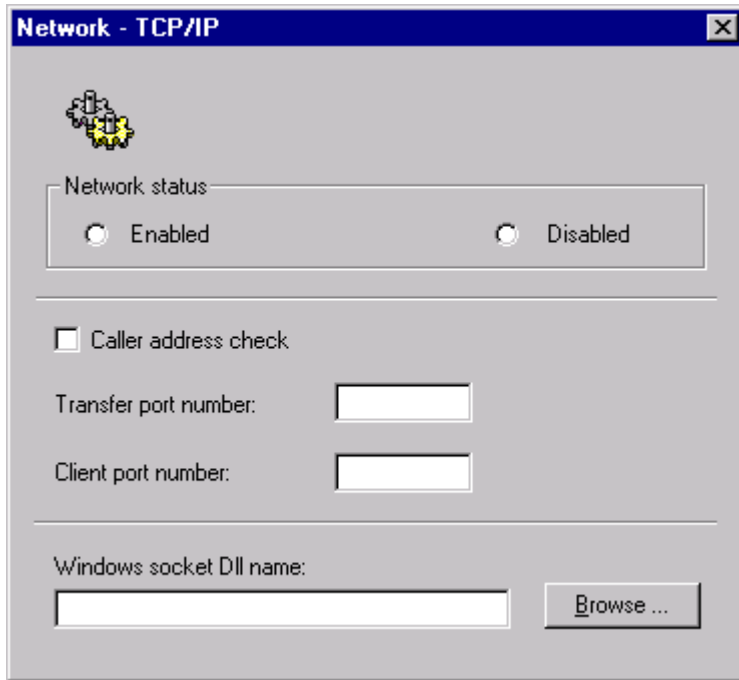 Network - TCP/IP
Network status
Enabled Disabled
Caller address check
Transfer port number:
Client port number:
Windows socket Dll name:
Browse ...